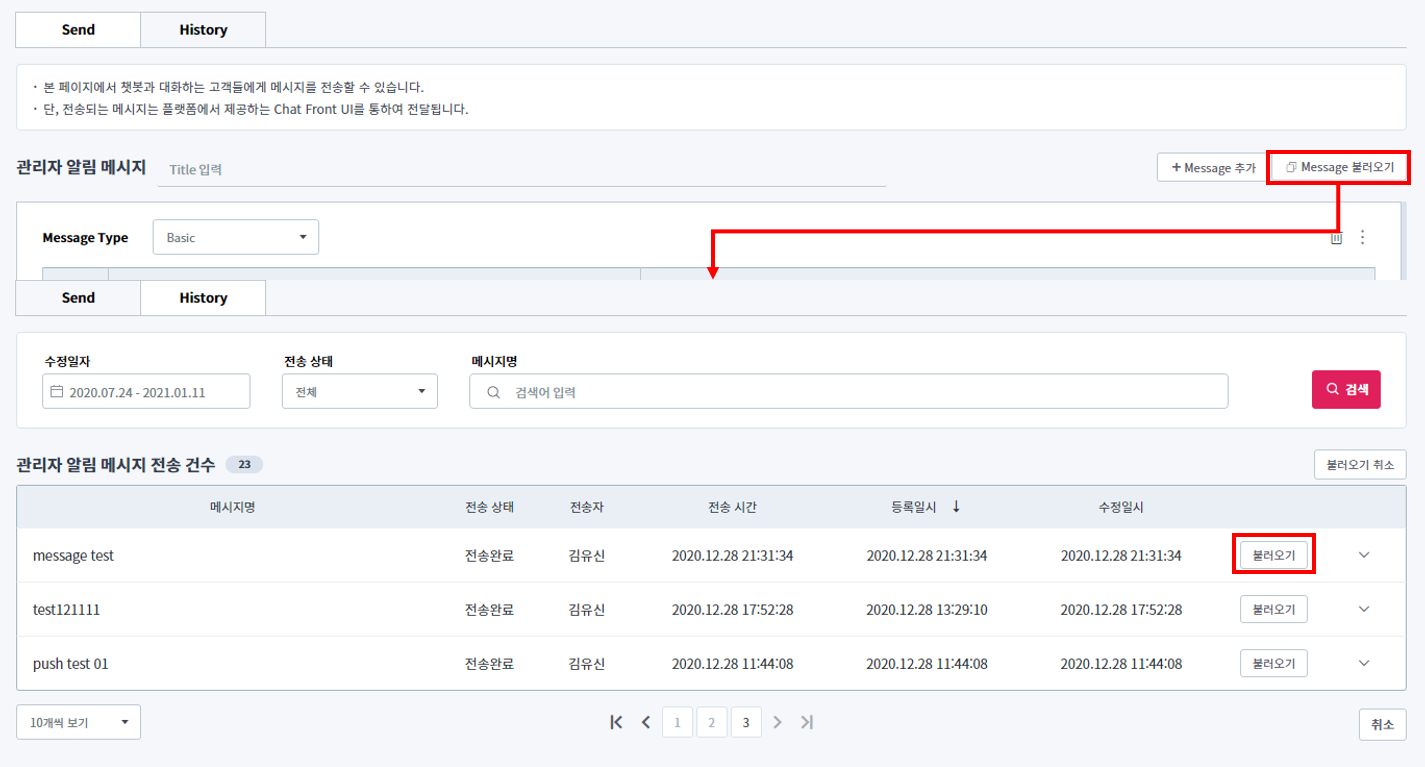 Send History
· 본 페이지에서 챗봇과 대화하는 고객들에게 메시지를 전송할 수 있습니다.
· 단, 전송되는 메시지는 플랫폼에서 제공하는 Chat Front UI를 통하여 전달됩니다.
관리자 알림 메시지 Title 입력 + Message 추가 Message 불러오기
Message Type Basic
Send History
수정일자 전송 상태 메시지명
2020.07.24 - 2021.01.11 전체 검색어 입력 검색
관리자 알림 메시지 전송 건수 23 불러오기 취소
메시지명 전송 상태 전송자 전송 시간 등록일시 ↓ 수정일시
message test 전송완료 김유신 2020.12.28 21:31:34 2020.12.28 21:31:34 2020.12.28 21:31:34 불러오기
test121111 전송완료 김유신 2020.12.28 17:52:28 2020.12.28 13:29:10 2020.12.28 17:52:28 불러오기
push test 01 전송완료 김유신 2020.12.28 11:44:08 2020.12.28 11:44:08 2020.12.28 11:44:08 불러오기
10개씩 보기 1 2 3 취소